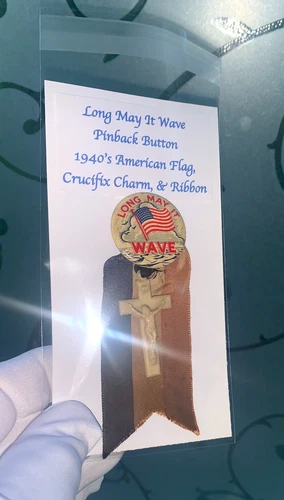 Long May It Wave
Pinback Button
1940's American Flag,
Crucifix Charm, & Ribbon
LONG MAY IT
WAVE